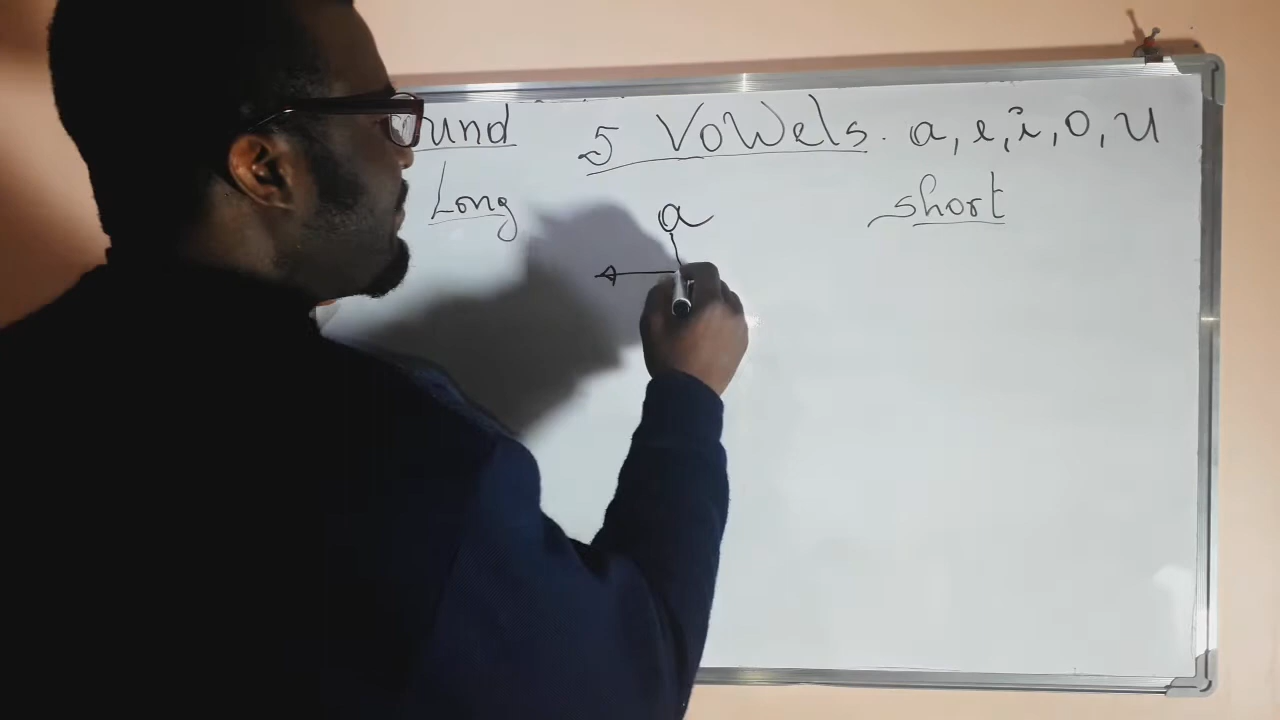 und 5 Vowels. a, e, i, o, u
Long a short